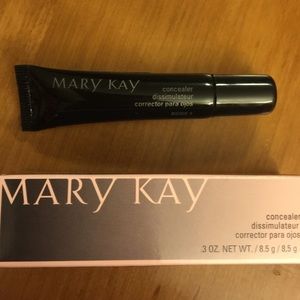 MARY KAY
concealer
dissimulateur
corrector para ojos
MARY KAY
concealer
dissimulateur
corrector para ojos
.3 OZ. NET WT. / 8.5 g / 8,5 g